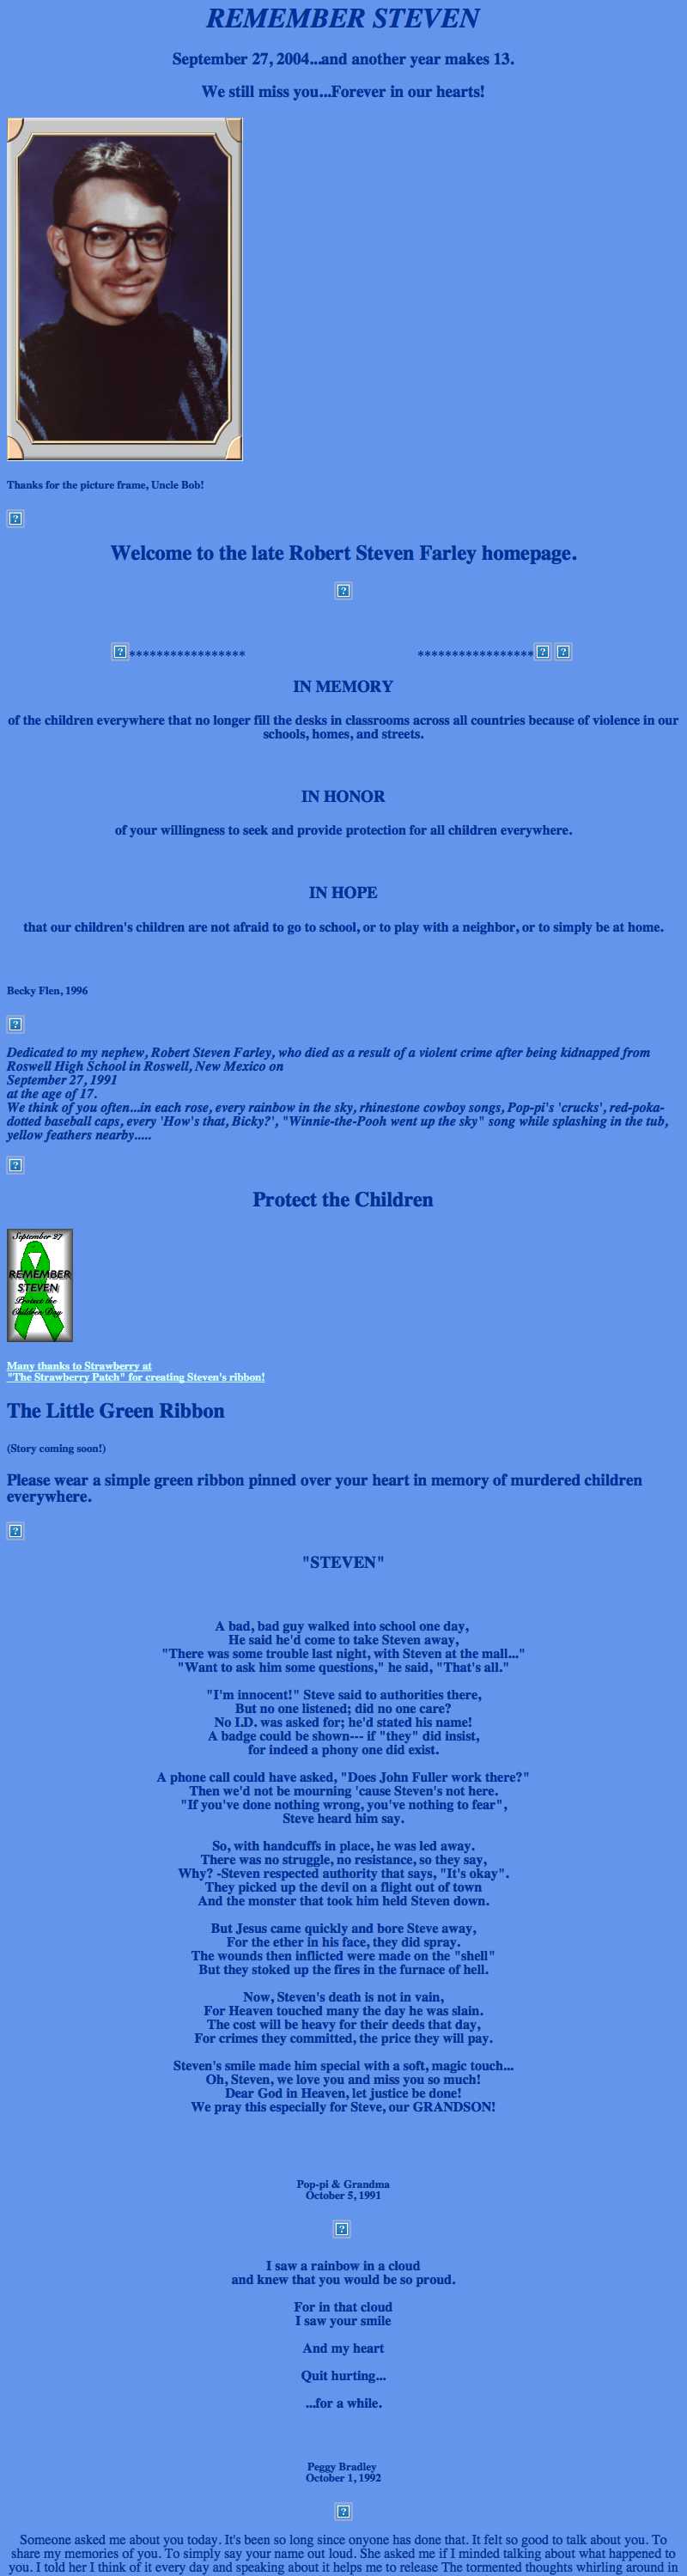 REMEMBER STEVEN
September 27, 2004...and another year makes 13.
We still miss you...Forever in our hearts!
Thanks for the picture frame, Uncle Bob!
Welcome to the late Robert Steven Farley homepage.
***************** *****************
IN MEMORY
of the children everywhere that no longer fill the desks in classrooms across all countries because of violence in our
schools, homes, and streets.
IN HONOR
of your willingness to seek and provide protection for all children everywhere.
IN HOPE
that our children's children are not afraid to go to school, or to play with a neighbor, or to simply be at home.
Becky Flen, 1996
Dedicated to my nephew, Robert Steven Farley, who died as a result of a violent crime after being kidnapped from
Roswell High School in Roswell, New Mexico on
September 27, 1991
at the age of 17.
We think of you often...in each rose, every rainbow in the sky, rhinestone cowboy songs, Pop-pi's 'crucks', red-poka-
dotted baseball caps, every 'How's that, Bicky?', "Winnie-the-Pooh went up the sky" song while splashing in the tub,
yellow feathers nearby.....
Protect the Children
September 27
REMEMBER
STEVEN
Protect the
Children Day
Many thanks to Strawberry at
"The Strawberry Patch" for creating Steven's ribbon!
The Little Green Ribbon
(Story coming soon!)
Please wear a simple green ribbon pinned over your heart in memory of murdered children
everywhere.
"STEVEN"
A bad, bad guy walked into school one day,
He said he'd come to take Steven away,
"There was some trouble last night, with Steven at the mall..."
"Want to ask him some questions," he said, "That's all."
"I'm innocent!" Steve said to authorities there,
But no one listened; did no one care?
No I.D. was asked for; he'd stated his name!
A badge could be shown--- if "they" did insist,
for indeed a phony one did exist.
A phone call could have asked, "Does John Fuller work there?"
Then we'd not be mourning 'cause Steven's not here.
"If you've done nothing wrong, you've nothing to fear",
Steve heard him say.
So, with handcuffs in place, he was led away.
There was no struggle, no resistance, so they say,
Why? -Steven respected authority that says, "It's okay".
They picked up the devil on a flight out of town
And the monster that took him held Steven down.
But Jesus came quickly and bore Steve away,
For the ether in his face, they did spray.
The wounds then inflicted were made on the "shell"
But they stoked up the fires in the furnace of hell.
Now, Steven's death is not in vain,
For Heaven touched many the day he was slain.
The cost will be heavy for their deeds that day,
For crimes they committed, the price they will pay.
Steven's smile made him special with a soft, magic touch...
Oh, Steven, we love you and miss you so much!
Dear God in Heaven, let justice be done!
We pray this especially for Steve, our GRANDSON!
Pop-pi & Grandma
October 5, 1991
I saw a rainbow in a cloud
and knew that you would be so proud.
For in that cloud
I saw your smile
And my heart
Quit hurting...
...for a while.
Peggy Bradley
October 1, 1992
Someone asked me about you today. It's been so long since onyone has done that. It felt so good to talk about you. To
share my memories of you. To simply say your name out loud. She asked me if I minded talking about what happened to
you. I told her I think of it every day and speaking about it helps me to release The tormented thoughts whirling around in